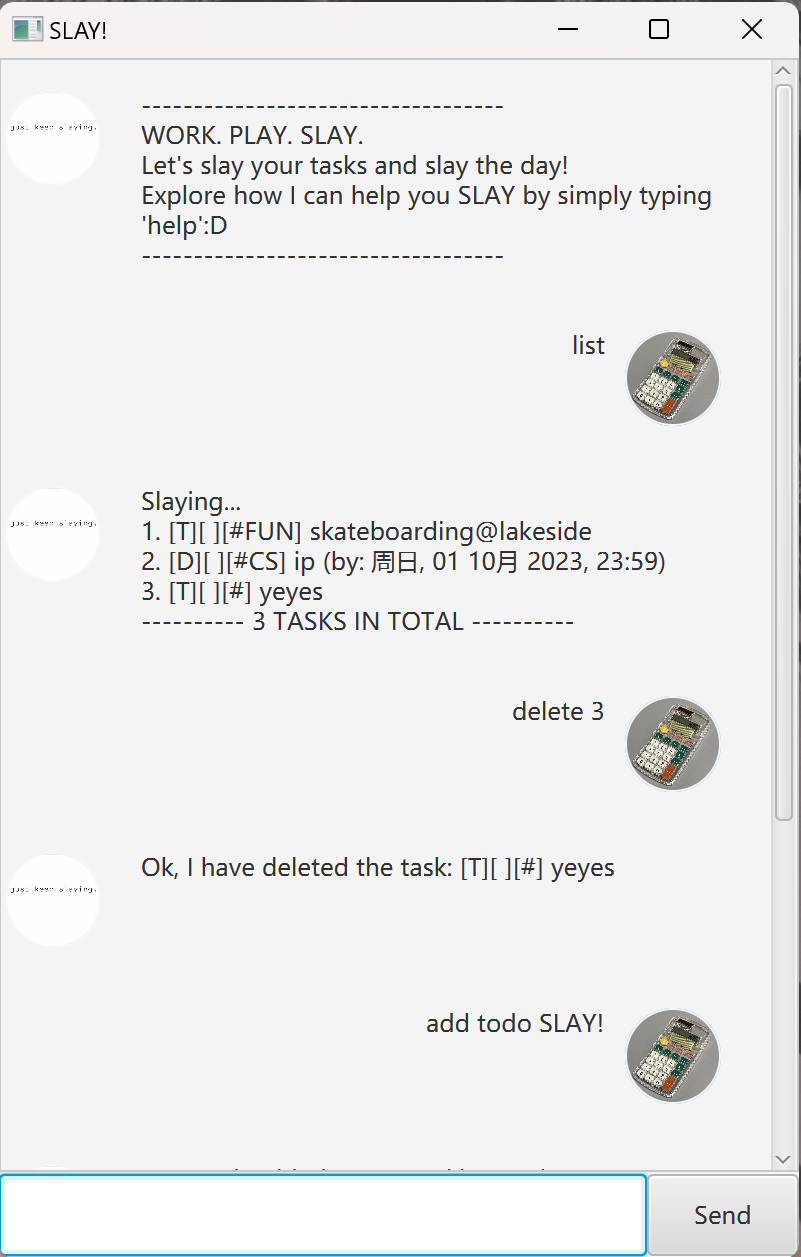 SLAY!
just keep slaying.
----------------------------------
WORK. PLAY. SLAY.
Let's slay your tasks and slay the day!
Explore how I can help you SLAY by simply typing
'help':D
----------------------------------
list
just keep slaying.
Slaying...
1. [T][ ][#FUN] skateboarding@lakeside
2. [D][ ][#CS] ip (by: 周日, 01 10月 2023, 23:59)
3. [T][ ][#] yeyes
---------- 3 TASKS IN TOTAL ----------
delete 3
just keep slaying.
Ok, I have deleted the task: [T][ ][#] yeyes
add todo SLAY!
Send